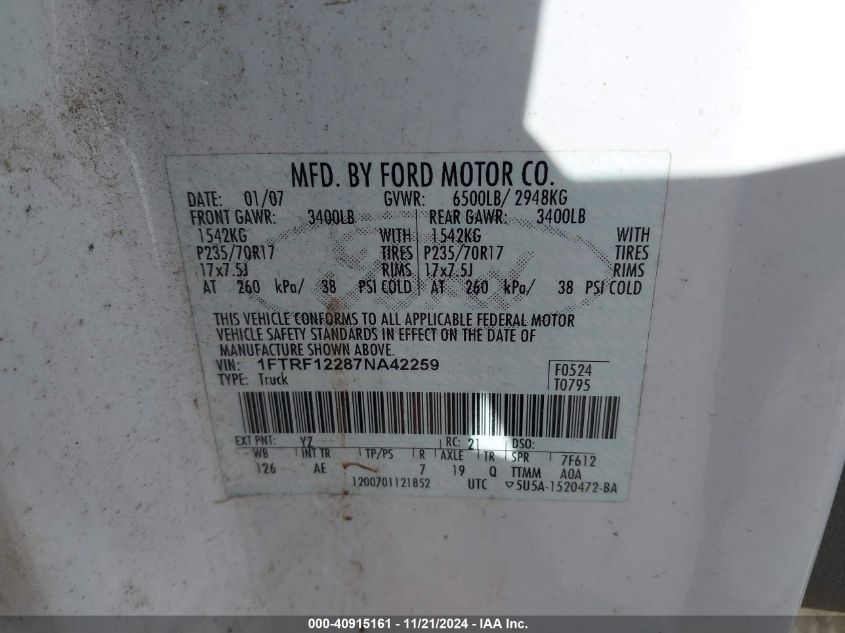 MFD. BY FORD MOTOR CO.
DATE: 01/07 GVWR: 6500LB/ 2948KG
FRONT GAWR: 3400LB REAR GAWR: 3400LB
1542KG WITH 1542KG WITH
P235/70R17 TIRES P235/70R17 TIRES
17x7.5J RIMS 17x7.5J RIMS
AT 260 kPa/ 38 PSI COLD AT 260 kPa/ 38 PSI COLD
THIS VEHICLE CONFORMS TO ALL APPLICABLE FEDERAL MOTOR
VEHICLE SAFETY STANDARDS IN EFFECT ON THE DATE OF
MANUFACTURE SHOWN ABOVE.
VIN: 1FTRF12287NA42259 F0524
TYPE: Truck T0795
EXT PNT: YZ RC: 21 DSO:
WB INT TR TP/PS R AXLE TR SPR 7F612
126 AE 7 19 Q TTMM A0A
1200701121852 UTC ▽5U5A-1520472-BA
000-40915161 - 11/21/2024 - IAA Inc.